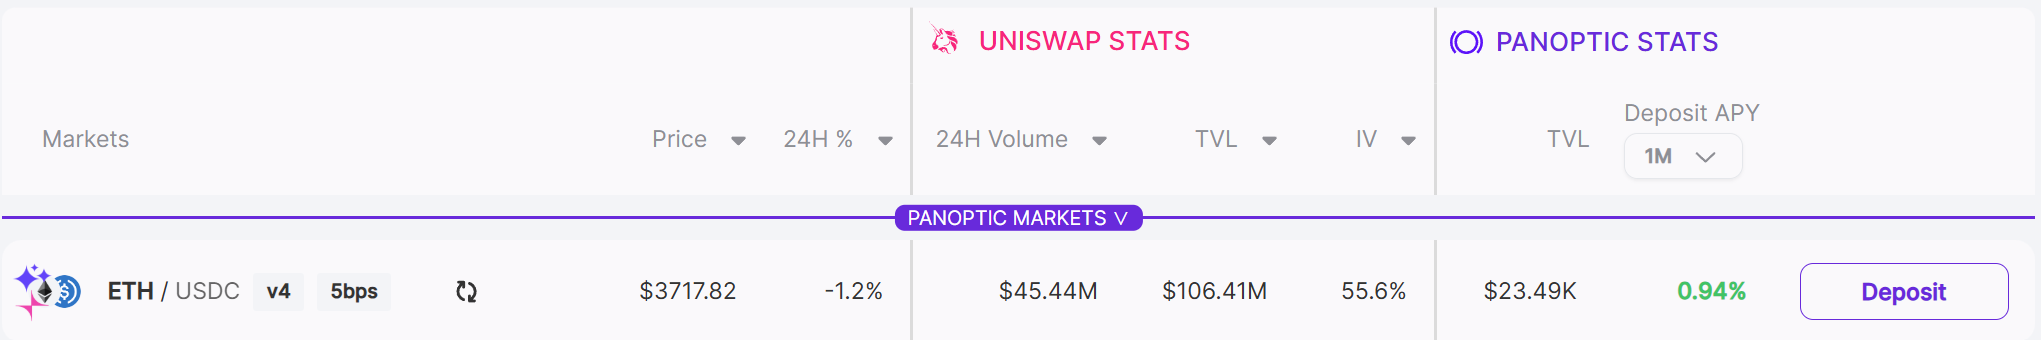 UNISWAP STATS
PANOPTIC STATS
Deposit APY
Markets Price 24H % 24H Volume TVL IV TVL
1M
PANOPTIC MARKETS V
ETH / USDC v4 5bps $3717.82 -1.2% $45.44M $106.41M 55.6% $23.49K 0.94% Deposit